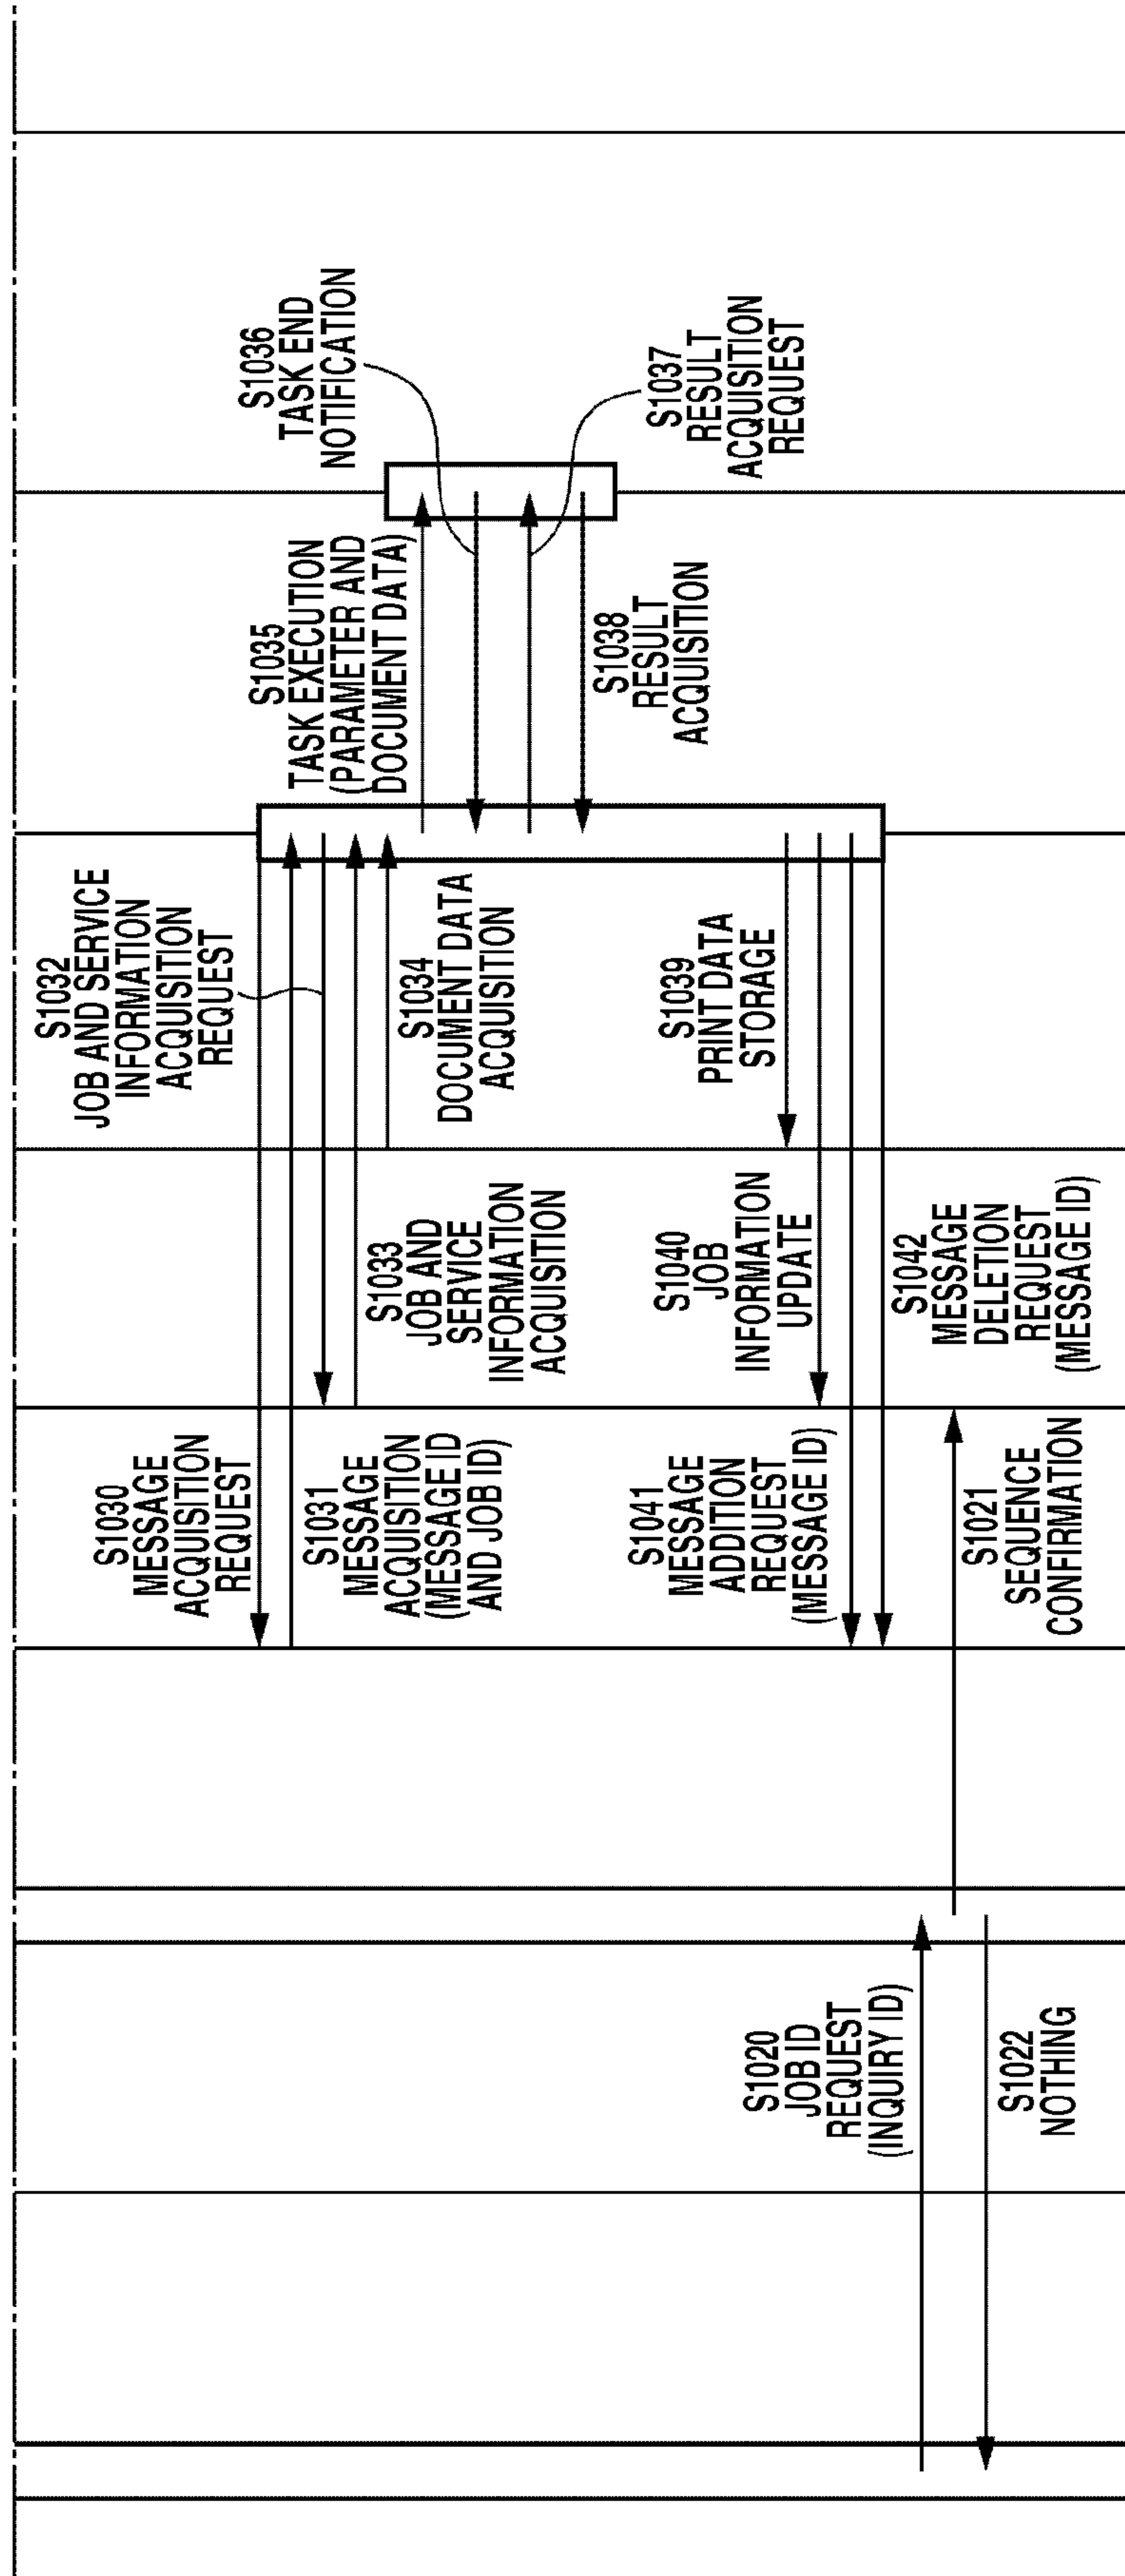 S1030
MESSAGE
ACQUISITION
REQUEST
S1031
MESSAGE
ACQUISITION
(MESSAGE ID
AND JOB ID)
S1032
JOB AND SERVICE
INFORMATION
ACQUISITION
REQUEST
S1033
JOB AND
SERVICE
INFORMATION
ACQUISITION
S1034
DOCUMENT DATA
ACQUISITION
S1035
TASK EXECUTION
(PARAMETER AND
DOCUMENT DATA)
S1036
TASK END
NOTIFICATION
S1037
RESULT
ACQUISITION
REQUEST
S1038
RESULT
ACQUISITION
S1039
PRINT DATA
STORAGE
S1040
JOB
INFORMATION
UPDATE
S1041
MESSAGE
ADDITION
REQUEST
(MESSAGE ID)
S1042
MESSAGE
DELETION
REQUEST
(MESSAGE ID)
S1020
JOB ID
REQUEST
(INQUIRY ID)
S1021
SEQUENCE
CONFIRMATION
S1022
NOTHING